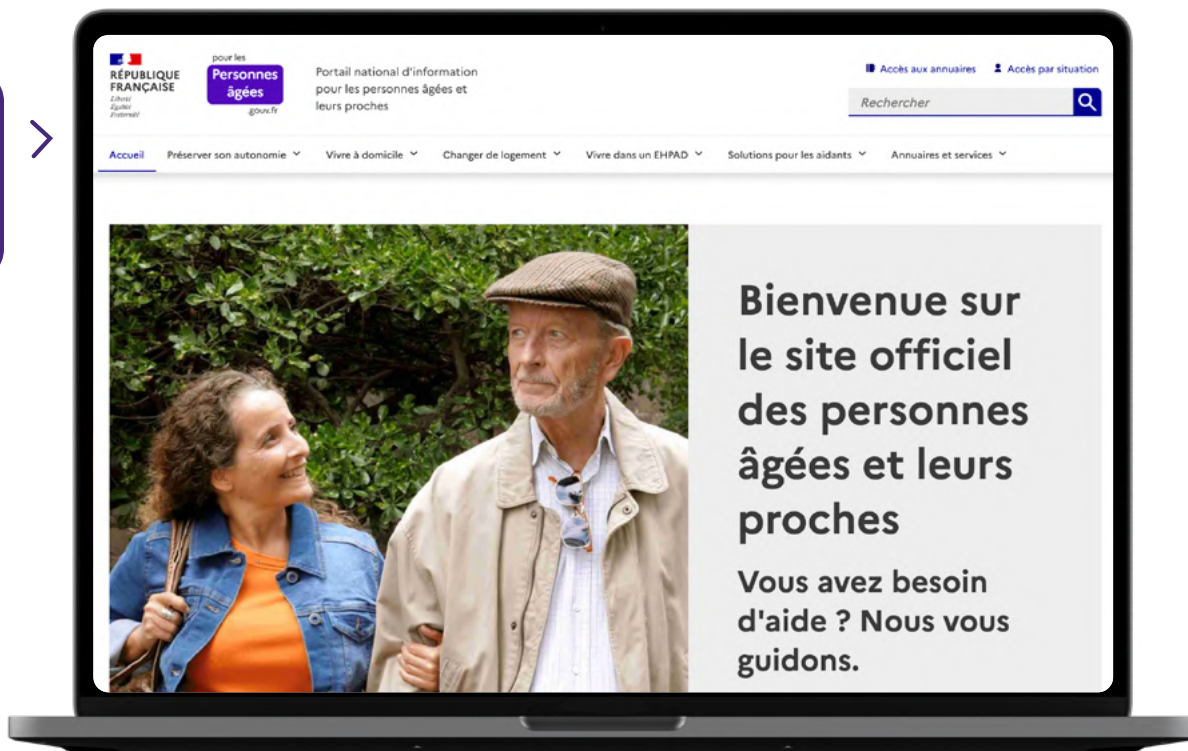 RÉPUBLIQUE
FRANÇAISE
Liberté
Égalité
Fraternité
pour les
Personnes
âgées
.gouv.fr
Portail national d'information
pour les personnes âgées et
leurs proches
Accès aux annuaires
Accès par situation
Rechercher
Accueil
Préserver son autonomie
Vivre à domicile
Changer de logement
Vivre dans un EHPAD
Solutions pour les aidants
Annuaires et services
Bienvenue sur
le site officiel
des personnes
âgées et leurs
proches
Vous avez besoin
d'aide ? Nous vous
guidons.